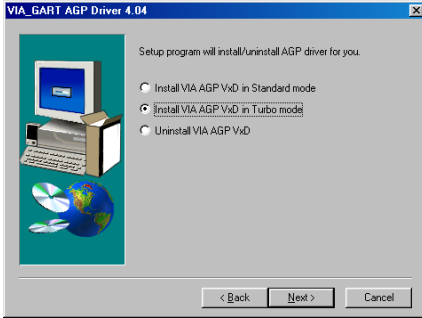 VIA_GART AGP Driver 4.04
Setup program will install/uninstall AGP driver for you.
Install VIA AGP VxD in Standard mode
Install VIA AGP VxD in Turbo mode
Uninstall VIA AGP VxD
< Back
Next >
Cancel